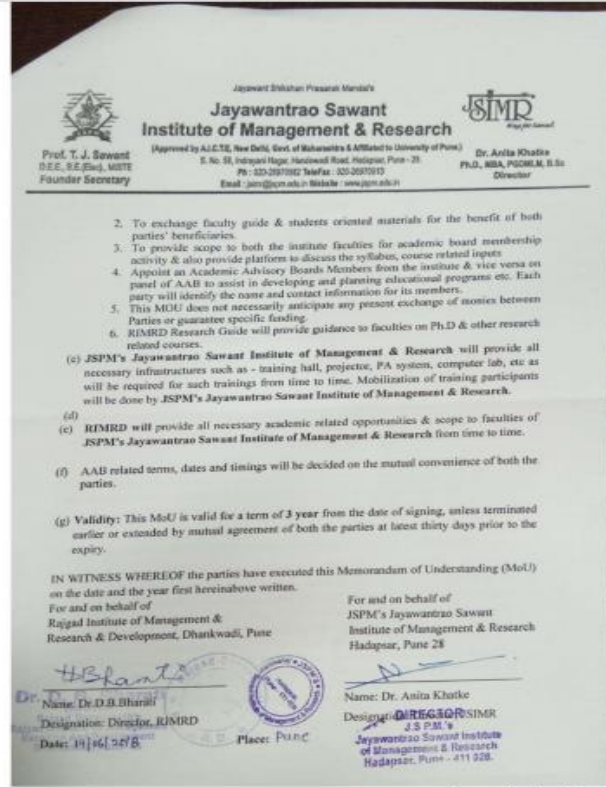 Jayawant Shikshan Prasarak Mandal's
Jayawantrao Sawant
Institute of Management & Research
(Approved by A.I.C.TE, New Delhi, Govt. of Maharashtra & Affiliated to University of Pune.)
S. No. 58, Indrayani Nagar, Handewadi Road, Hadapsar, Pune - 28.
Ph : 020-26970882 TeleFax : 020-26970913
Email : jsimr@jspm.edu.in Website : www.jspm.edu.in
Prof. T. J. Sawant
B.E.E., B.E.(Elec), MISTE
Founder Secretary
JSIMR
Dr. Anita Khatke
Ph.D., MBA, PGDMLM, B.Sc
Director
2. To exchange faculty guide & students oriented materials for the benefit of both
parties' beneficiaries.
3. To provide scope to both the institute faculties for academic board membership
activity & also provide platform to discuss the syllabus, course related inputs
4. Appoint an Academic Advisory Boards Members from the institute & vice versa on
panel of AAB to assist in developing and planning educational programs etc. Each
party will identify the name and contact information for its members.
5. This MOU does not necessarily anticipate any present exchange of monies between
Parties or guarantee specific funding.
6. RIMRD Research Guide will provide guidance to faculties on Ph.D & other research
related courses.
(c) JSPM's Jayawantrao Sawant Institute of Management & Research will provide all
necessary infrastructures such as - training hall, projector, PA system, computer lab, etc as
will be required for such trainings from time to time. Mobilization of training participants
will be done by JSPM's Jayawantrao Sawant Institute of Management & Research.
(d)
(e) RIMRD will provide all necessary academic related opportunities & scope to faculties of
JSPM's Jayawantrao Sawant Institute of Management & Research from time to time.
(f) AAB related terms, dates and timings will be decided on the mutual convenience of both the
parties.
(g) Validity: This MoU is valid for a term of 3 year from the date of signing, unless terminated
earlier or extended by mutual agreement of both the parties at latest thirty days prior to the
expiry.
IN WITNESS WHEREOF the parties have executed this Memorandum of Understanding (MoU)
on the date and the year first hereinabove written.
For and on behalf of
Rajgad Institute of Management &
Research & Development, Dhankwadi, Pune
For and on behalf of
JSPM's Jayawantrao Sawant
Institute of Management & Research
Hadapsar, Pune 28
Name: Dr.D.B.Bharati
Designation: Director, RIMRD
Date: 14/06/2018
Place: Pune
Name: Dr. Anita Khatke
DIRECTOR
J.S.P.M.'s
Jayawantrao Sawant Institute
of Management & Research
Hadapsar, Pune - 411 028.